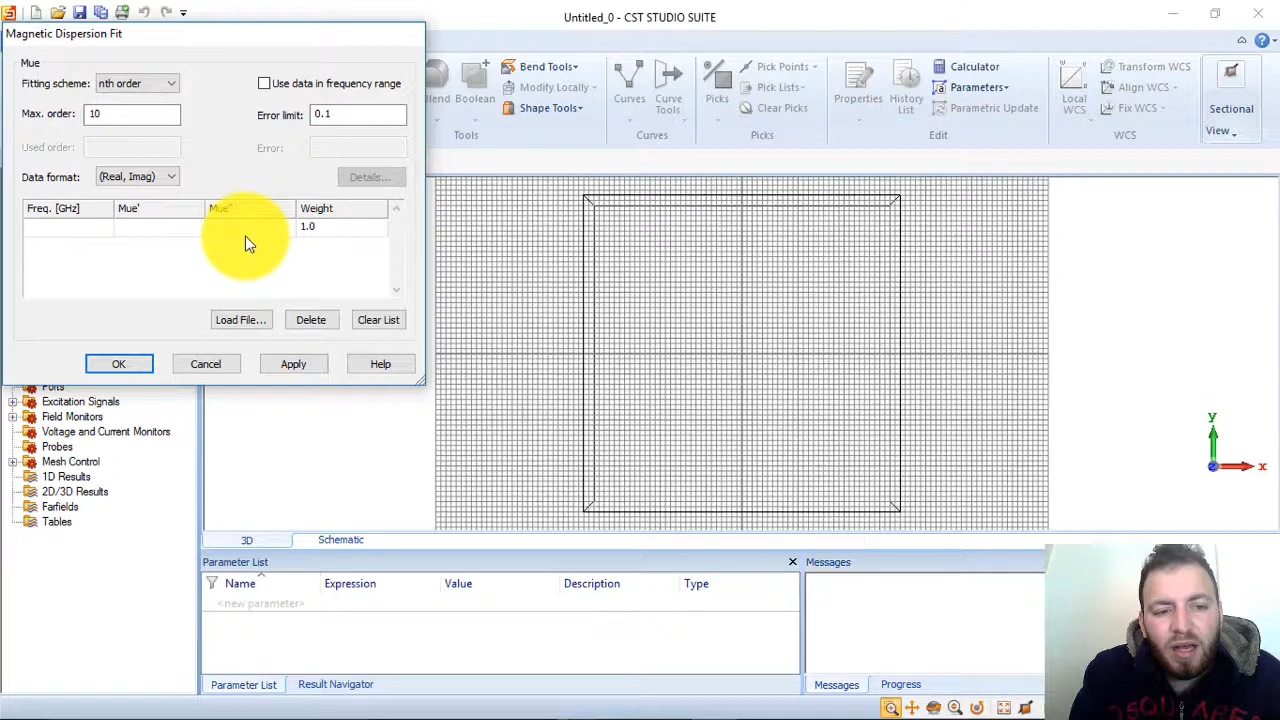 Untitled_0 - CST STUDIO SUITE
Magnetic Dispersion Fit
Mue
Fitting scheme: nth order
Use data in frequency range
Max. order: 10
Error limit: 0.1
Used order:
Error:
Data format: (Real, Imag)
Details...
Freq. [GHz] Mue' Mue'' Weight
1.0
Load File... Delete Clear List
OK Cancel Apply Help
Blend
Boolean
Bend Tools
Modify Locally
Shape Tools
Tools
Curves
Curve Tools
Curves
Picks
Pick Points
Pick Lists
Clear Picks
Picks
Properties
History List
Calculator
Parameters
Parametric Update
Edit
Local WCS
Transform WCS
Align WCS
Fix WCS
WCS
Sectional View
Ports
Excitation Signals
Field Monitors
Voltage and Current Monitors
Probes
Mesh Control
1D Results
2D/3D Results
Farfields
Tables
y
z
x
3D Schematic
Parameter List
Name Expression Value Description Type
<new parameter>
Parameter List Result Navigator
Messages
Messages Progress